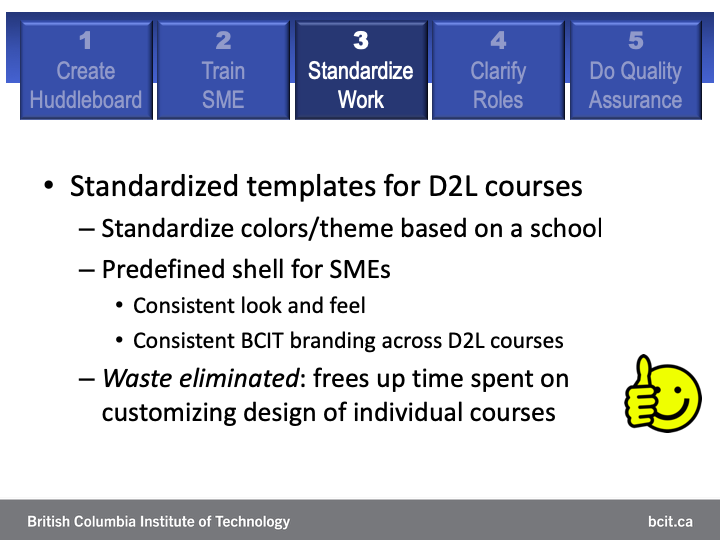 1
Create
Huddleboard
2
Train
SME
3
Standardize
Work
4
Clarify
Roles
5
Do Quality
Assurance
• Standardized templates for D2L courses
– Standardize colors/theme based on a school
– Predefined shell for SMEs
• Consistent look and feel
• Consistent BCIT branding across D2L courses
– Waste eliminated: frees up time spent on
customizing design of individual courses
British Columbia Institute of Technology
bcit.ca